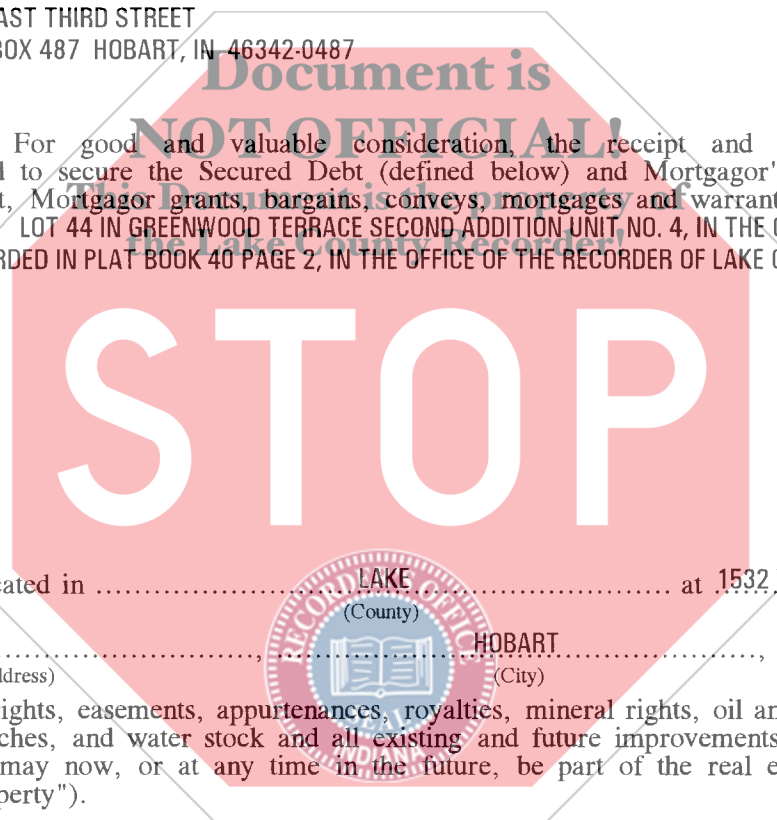 AST THIRD STREET
BOX 487 HOBART, IN 46342-0487
Document is
NOT OFFICIAL!
This Document is the property of
the Lake County Recorder!
For good and valuable consideration, the receipt and
to secure the Secured Debt (defined below) and Mortgagor'
Mortgagor grants, bargains, conveys, mortgages and warrant
LOT 44 IN GREENWOOD TERRACE SECOND ADDITION UNIT NO. 4, IN THE
RDED IN PLAT BOOK 40 PAGE 2, IN THE OFFICE OF THE RECORDER OF LAKE
STOP
cated in LAKE at 1532
(County)
HOBART
ddress) (City)
ights, easements, appurtenances, royalties, mineral rights, oil an
ches, and water stock and all existing and future improvements
may now, or at any time in the future, be part of the real e
perty").
RECORDER OFFICE
SEAL
INDIANA